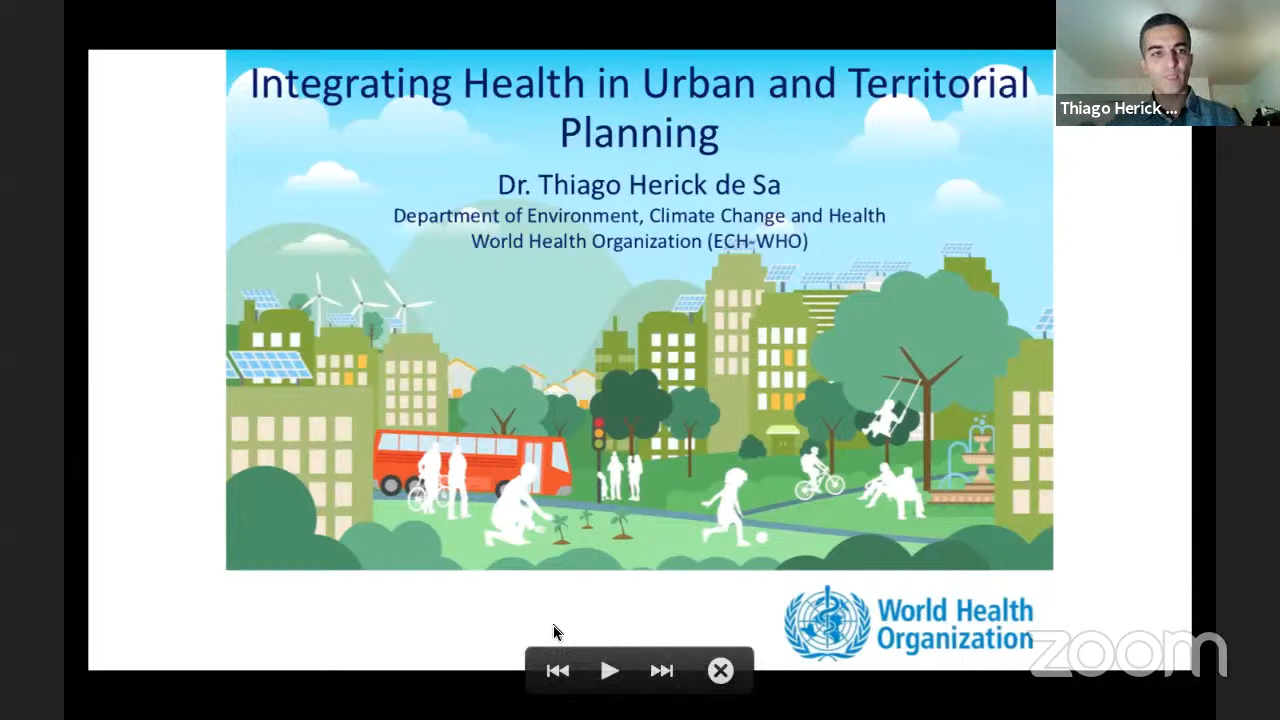 Integrating Health in Urban and Territorial
Planning
Dr. Thiago Herick de Sa
Department of Environment, Climate Change and Health
World Health Organization (ECH-WHO)
Thiago Herick ...
World Health
Organization
zoom